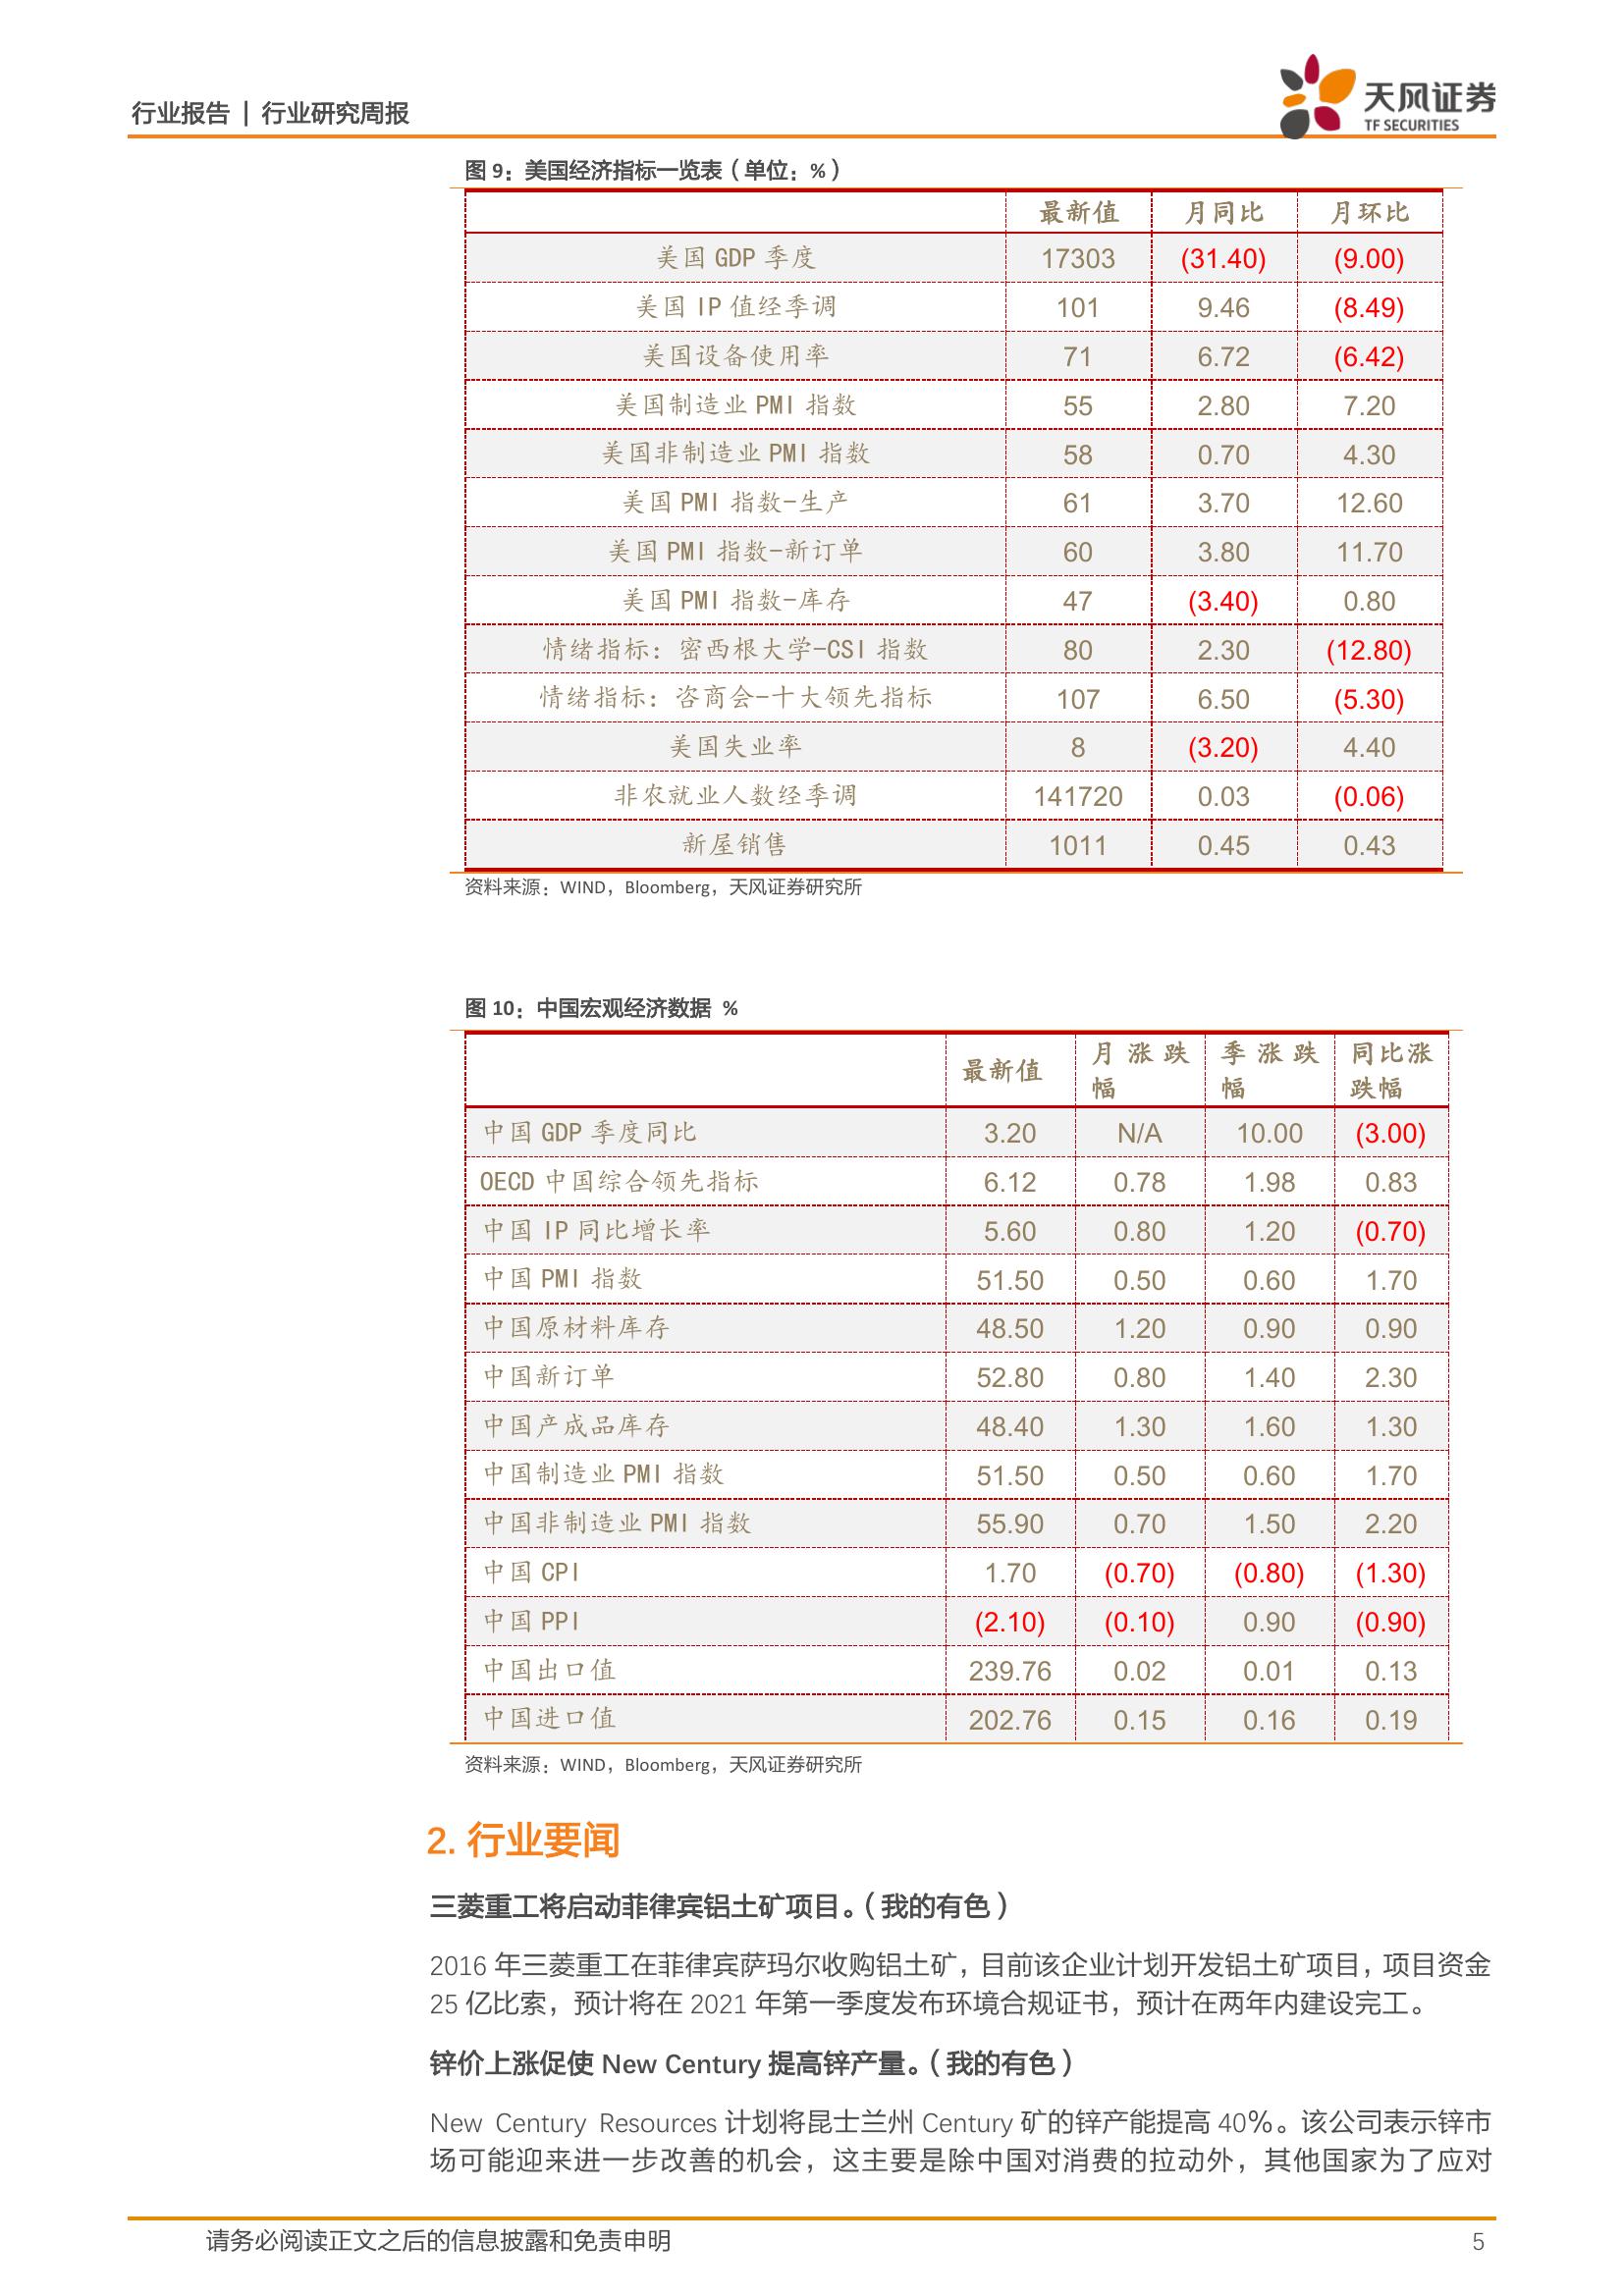 行业报告 | 行业研究周报
天风证券
TF SECURITIES
图 9：美国经济指标一览表（单位：%）
最新值 月同比 月环比
美国 GDP 季度 17303 (31.40) (9.00)
美国 IP 值经季调 101 9.46 (8.49)
美国设备使用率 71 6.72 (6.42)
美国制造业 PMI 指数 55 2.80 7.20
美国非制造业 PMI 指数 58 0.70 4.30
美国 PMI 指数-生产 61 3.70 12.60
美国 PMI 指数-新订单 60 3.80 11.70
美国 PMI 指数-库存 47 (3.40) 0.80
情绪指标：密西根大学-CSI 指数 80 2.30 (12.80)
情绪指标：咨商会-十大领先指标 107 6.50 (5.30)
美国失业率 8 (3.20) 4.40
非农就业人数经季调 141720 0.03 (0.06)
新屋销售 1011 0.45 0.43
资料来源：WIND，Bloomberg，天风证券研究所
图 10：中国宏观经济数据 %
最新值 月涨跌幅 季涨跌幅 同比涨跌幅
中国 GDP 季度同比 3.20 N/A 10.00 (3.00)
OECD 中国综合领先指标 6.12 0.78 1.98 0.83
中国 IP 同比增长率 5.60 0.80 1.20 (0.70)
中国 PMI 指数 51.50 0.50 0.60 1.70
中国原材料库存 48.50 1.20 0.90 0.90
中国新订单 52.80 0.80 1.40 2.30
中国产成品库存 48.40 1.30 1.60 1.30
中国制造业 PMI 指数 51.50 0.50 0.60 1.70
中国非制造业 PMI 指数 55.90 0.70 1.50 2.20
中国 CPI 1.70 (0.70) (0.80) (1.30)
中国 PPI (2.10) (0.10) 0.90 (0.90)
中国出口值 239.76 0.02 0.01 0.13
中国进口值 202.76 0.15 0.16 0.19
资料来源：WIND，Bloomberg，天风证券研究所
2. 行业要闻
三菱重工将启动菲律宾铝土矿项目。（我的有色）
2016 年三菱重工在菲律宾萨玛尔收购铝土矿，目前该企业计划开发铝土矿项目，项目资金
25 亿比索，预计将在 2021 年第一季度发布环境合规证书，预计在两年内建设完工。
锌价上涨促使 New Century 提高锌产量。（我的有色）
New Century Resources 计划将昆士兰州 Century 矿的锌产能提高 40%。该公司表示锌市
场可能迎来进一步改善的机会，这主要是除中国对消费的拉动外，其他国家为了应对
请务必阅读正文之后的信息披露和免责申明 5